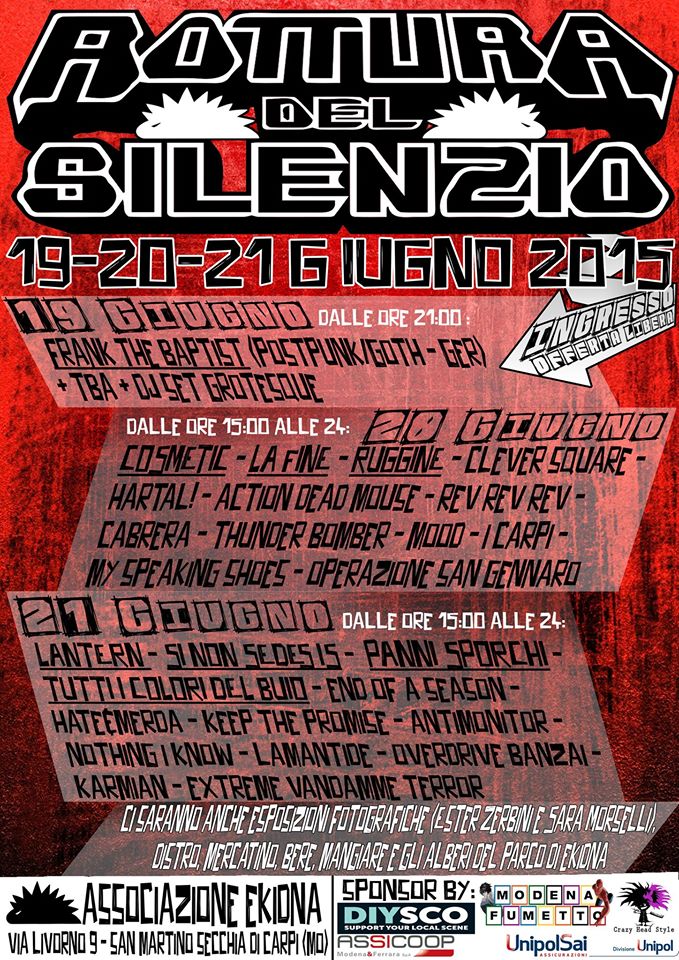 ROTTURA
DEL
SILENZIO
19-20-21 GIUGNO 2015
19 GIUGNO DALLE ORE 21:00 :
INGRESSO
OFFERTA LIBERA
FRANK THE BAPTIST (POSTPUNK/GOTH - GER)
+ TBA + DJ SET GROTESQUE
DALLE ORE 15:00 ALLE 24: 20 GIUGNO
COSMETIC - LA FINE - RUGGINE - CLEVER SQUARE -
HARTAL! - ACTION DEAD MOUSE - REV REV REV -
CABRERA - THUNDER BOMBER - MOOD - I CARPI -
MY SPEAKING SHOES - OPERAZIONE SAN GENNARO
21 GIUGNO DALLE ORE 15:00 ALLE 24:
LANTERN - SI NON SEDES IS - PANNI SPORCHI -
TUTTI I COLORI DEL BUIO - END OF A SEASON -
HATE&MERDA - KEEP THE PROMISE - ANTIMONITOR -
NOTHING I KNOW - LAMANTIDE - OVERDRIVE BANZAI -
KARMIAN - EXTREME VANDAMME TERROR
CI SARANNO ANCHE ESPOSIZIONI FOTOGRAFICHE (ESTER ZERBINI E SARA MORSELLI),
DISTRO, MERCATINO, BERE, MANGIARE E GLI ALBERI DEL PARCO DI EKIDNA
ASSOCIAZIONE EKIDNA
VIA LIVORNO 9 - SAN MARTINO SECCHIA DI CARPI (MO)
SPONSOR BY:
DIYSCO
SUPPORT YOUR LOCAL SCENE
ASSICOOP
Modena&Ferrara S.p.A
MODENA
FUMETTO
UnipolSai
ASSICURAZIONI
Crazy Head Style
Divisione Unipol